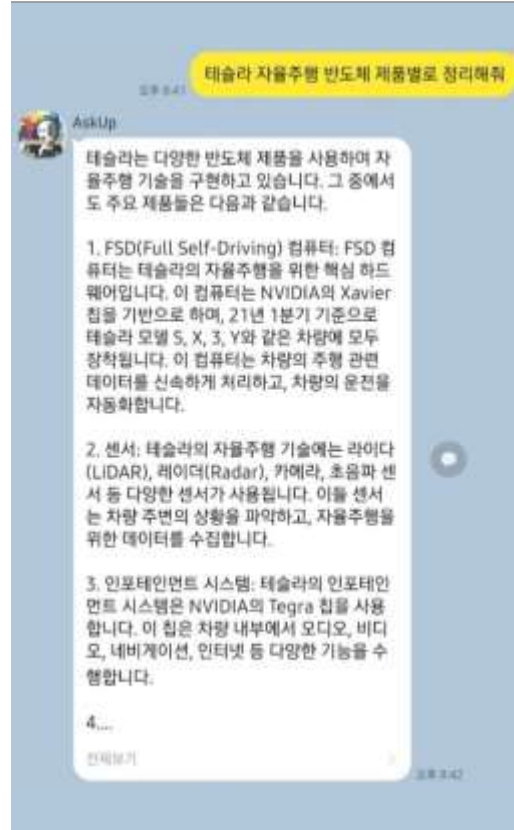 테슬라 자율주행 반도체 제품별로 정리해줘
오후 8:41
AskUp
테슬라는 다양한 반도체 제품을 사용하여 자
율주행 기술을 구현하고 있습니다. 그 중에서
도 주요 제품들은 다음과 같습니다.
1. FSD(Full Self-Driving) 컴퓨터: FSD 컴
퓨터는 테슬라의 자율주행을 위한 핵심 하드
웨어입니다. 이 컴퓨터는 NVIDIA의 Xavier
칩을 기반으로 하며, 21년 1분기 기준으로
테슬라 모델 S, X, 3, Y와 같은 차량에 모두
장착됩니다. 이 컴퓨터는 차량의 주행 관련
데이터를 신속하게 처리하고, 차량의 운전을
자동화합니다.
2. 센서: 테슬라의 자율주행 기술에는 라이다
(LiDAR), 레이더(Radar), 카메라, 초음파 센
서 등 다양한 센서가 사용됩니다. 이들 센서
는 차량 주변의 상황을 파악하고, 자율주행을
위한 데이터를 수집합니다.
3. 인포테인먼트 시스템: 테슬라의 인포테인
먼트 시스템은 NVIDIA의 Tegra 칩을 사용
합니다. 이 칩은 차량 내부에서 오디오, 비디
오, 네비게이션, 인터넷 등 다양한 기능을 수
행합니다.
4....
전체보기
오후 8:42